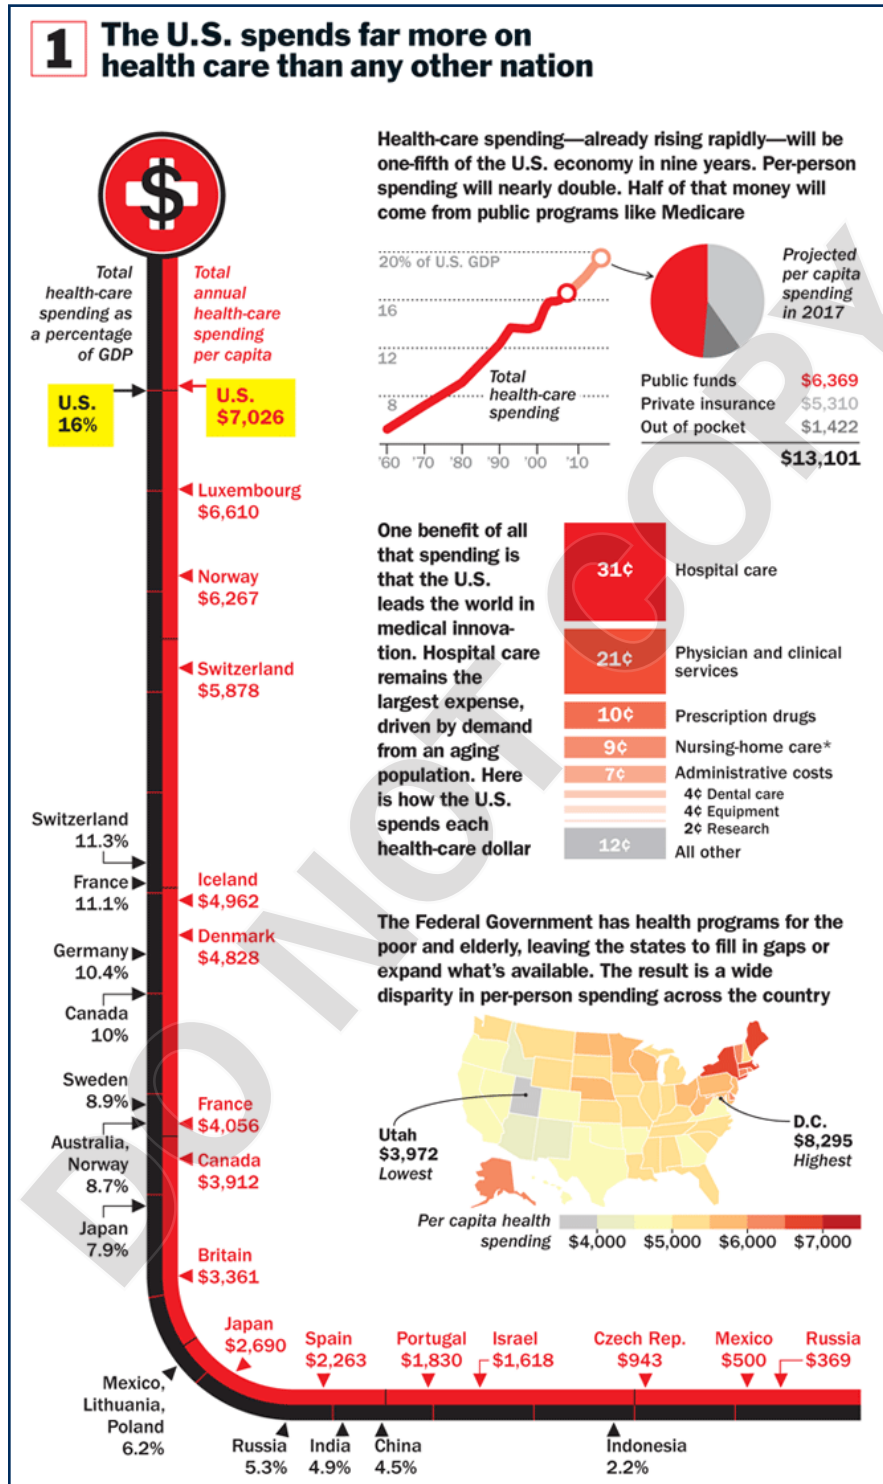 1
The U.S. spends far more on
health care than any other nation
$
Total
health-care
spending as
a percentage
of GDP
Total
annual
health-care
spending
per capita
U.S.
16%
U.S.
$7,026
Luxembourg
$6,610
Norway
$6,267
Switzerland
$5,878
Switzerland
11.3%
France
11.1%
Iceland
$4,962
Denmark
$4,828
Germany
10.4%
Canada
10%
Sweden
8.9%
France
$4,056
Australia,
Norway
8.7%
Canada
$3,912
Japan
7.9%
Britain
$3,361
Japan
$2,690
Spain
$2,263
Portugal
$1,830
Israel
$1,618
Czech Rep.
$943
Mexico
$500
Russia
$369
Mexico,
Lithuania,
Poland
6.2%
Russia
5.3%
India
4.9%
China
4.5%
Indonesia
2.2%
Health-care spending—already rising rapidly—will be
one-fifth of the U.S. economy in nine years. Per-person
spending will nearly double. Half of that money will
come from public programs like Medicare
20% of U.S. GDP
16
12
8
Total
health-care
spending
'60 '70 '80 '90 '00 '10
Projected
per capita
spending
in 2017
Public funds $6,369
Private insurance $5,310
Out of pocket $1,422
$13,101
One benefit of all
that spending is
that the U.S.
leads the world in
medical innova-
tion. Hospital care
remains the
largest expense,
driven by demand
from an aging
population. Here
is how the U.S.
spends each
health-care dollar
31¢ Hospital care
21¢ Physician and clinical
services
10¢ Prescription drugs
9¢ Nursing-home care*
7¢ Administrative costs
4¢ Dental care
4¢ Equipment
2¢ Research
12¢ All other
The Federal Government has health programs for the
poor and elderly, leaving the states to fill in gaps or
expand what's available. The result is a wide
disparity in per-person spending across the country
Utah
$3,972
Lowest
D.C.
$8,295
Highest
Per capita health
spending
$4,000 $5,000 $6,000 $7,000
DO NOT COPY